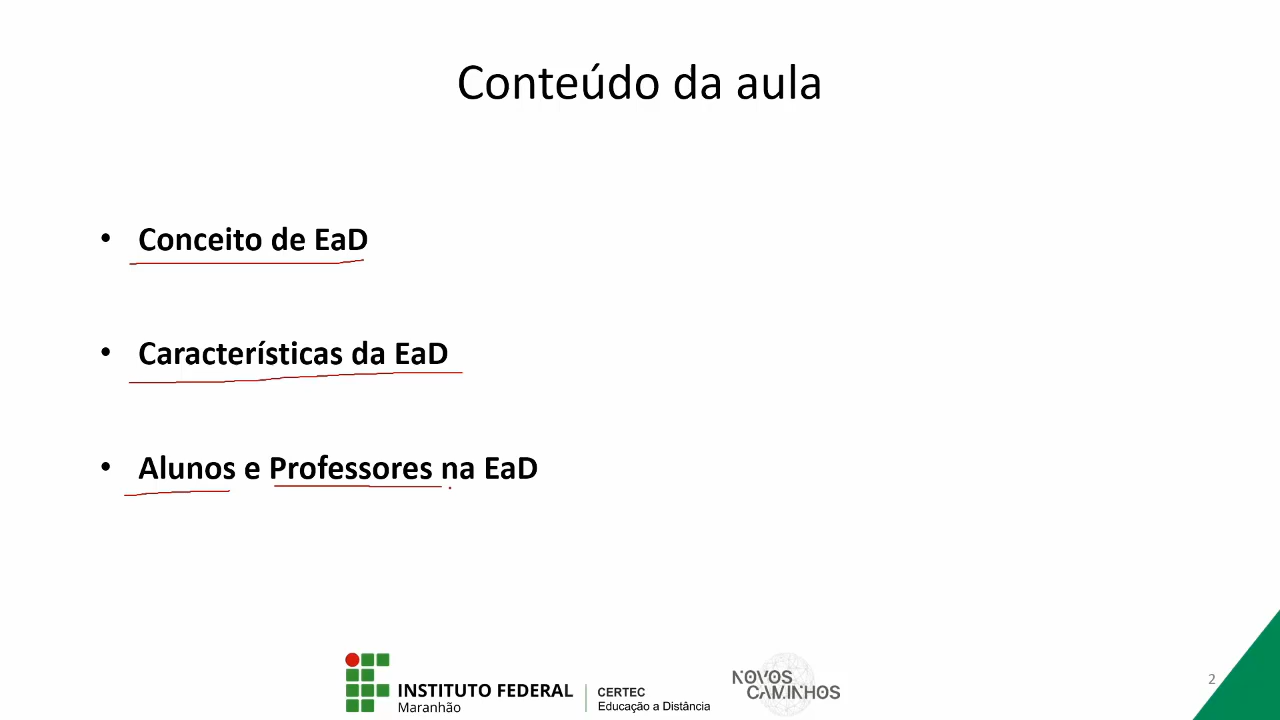 Conteúdo da aula
• Conceito de EaD
• Características da EaD
• Alunos e Professores na EaD
INSTITUTO FEDERAL
Maranhão
CERTEC
Educação a Distância
NOVOS
CAMINHOS
2